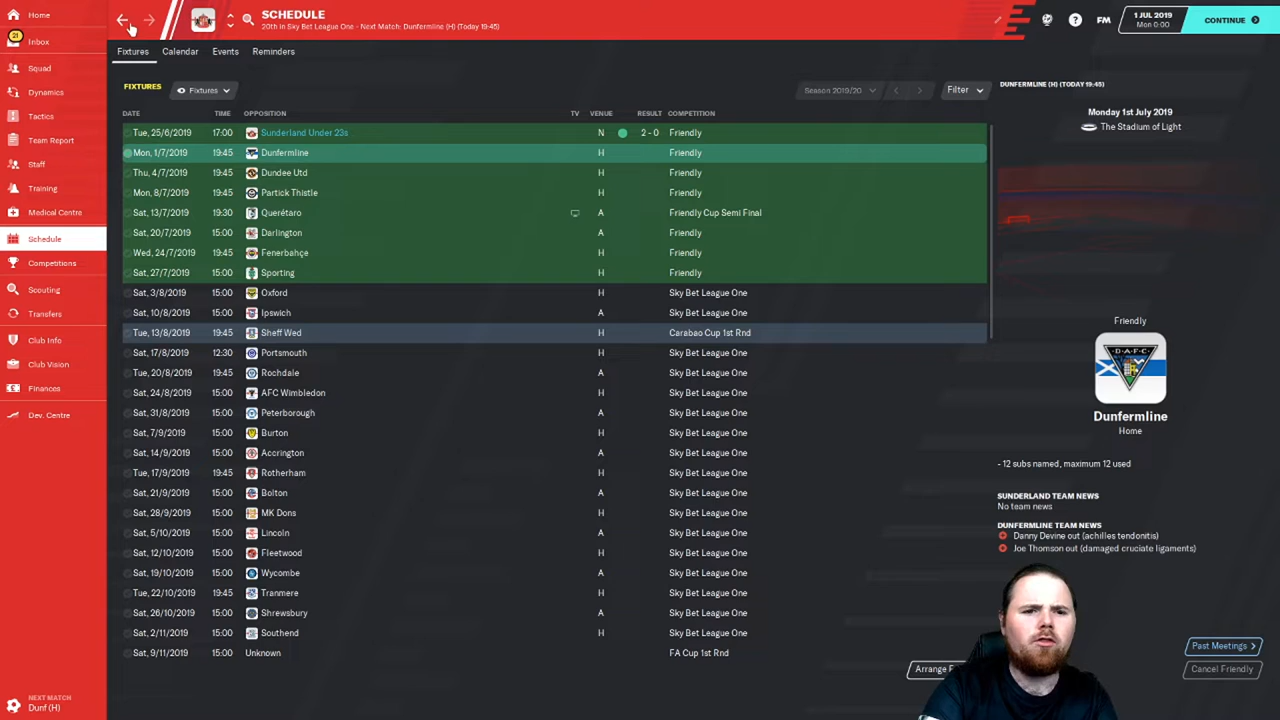 Home
21
Inbox
Squad
Dynamics
Tactics
Team Report
Staff
Training
Medical Centre
Schedule
Competitions
Scouting
Transfers
Club Info
Club Vision
Finances
Dev. Centre
NEXT MATCH
Dunf (H)
SCHEDULE
20th in Sky Bet League One - Next Match: Dunfermline (H) (Today 19:45)
? FM
1 JUL 2019
Mon 0:00
CONTINUE
Fixtures Calendar Events Reminders
FIXTURES Fixtures Season 2019/20 Filter
DATE TIME OPPOSITION TV VENUE RESULT COMPETITION
Tue, 25/6/2019 17:00 Sunderland Under 23s N 2 - 0 Friendly
Mon, 1/7/2019 19:45 Dunfermline H Friendly
Thu, 4/7/2019 19:45 Dundee Utd H Friendly
Mon, 8/7/2019 19:45 Partick Thistle H Friendly
Sat, 13/7/2019 19:30 Querétaro A Friendly Cup Semi Final
Sat, 20/7/2019 15:00 Darlington A Friendly
Wed, 24/7/2019 19:45 Fenerbahçe H Friendly
Sat, 27/7/2019 15:00 Sporting H Friendly
Sat, 3/8/2019 15:00 Oxford H Sky Bet League One
Sat, 10/8/2019 15:00 Ipswich A Sky Bet League One
Tue, 13/8/2019 19:45 Sheff Wed H Carabao Cup 1st Rnd
Sat, 17/8/2019 12:30 Portsmouth H Sky Bet League One
Tue, 20/8/2019 19:45 Rochdale A Sky Bet League One
Sat, 24/8/2019 15:00 AFC Wimbledon H Sky Bet League One
Sat, 31/8/2019 15:00 Peterborough A Sky Bet League One
Sat, 7/9/2019 15:00 Burton H Sky Bet League One
Sat, 14/9/2019 15:00 Accrington A Sky Bet League One
Tue, 17/9/2019 19:45 Rotherham H Sky Bet League One
Sat, 21/9/2019 15:00 Bolton A Sky Bet League One
Sat, 28/9/2019 15:00 MK Dons H Sky Bet League One
Sat, 5/10/2019 15:00 Lincoln A Sky Bet League One
Sat, 12/10/2019 15:00 Fleetwood H Sky Bet League One
Sat, 19/10/2019 15:00 Wycombe A Sky Bet League One
Tue, 22/10/2019 19:45 Tranmere H Sky Bet League One
Sat, 26/10/2019 15:00 Shrewsbury A Sky Bet League One
Sat, 2/11/2019 15:00 Southend H Sky Bet League One
Sat, 9/11/2019 15:00 Unknown FA Cup 1st Rnd
Arrange
DUNFERMLINE (H) (TODAY 19:45)
Monday 1st July 2019
The Stadium of Light
Friendly
D.A.F.C.
Dunfermline
Home
- 12 subs named, maximum 12 used
SUNDERLAND TEAM NEWS
No team news
DUNFERMLINE TEAM NEWS
Danny Devine out (achilles tendonitis)
Joe Thomson out (damaged cruciate ligaments)
Past Meetings
Cancel Friendly